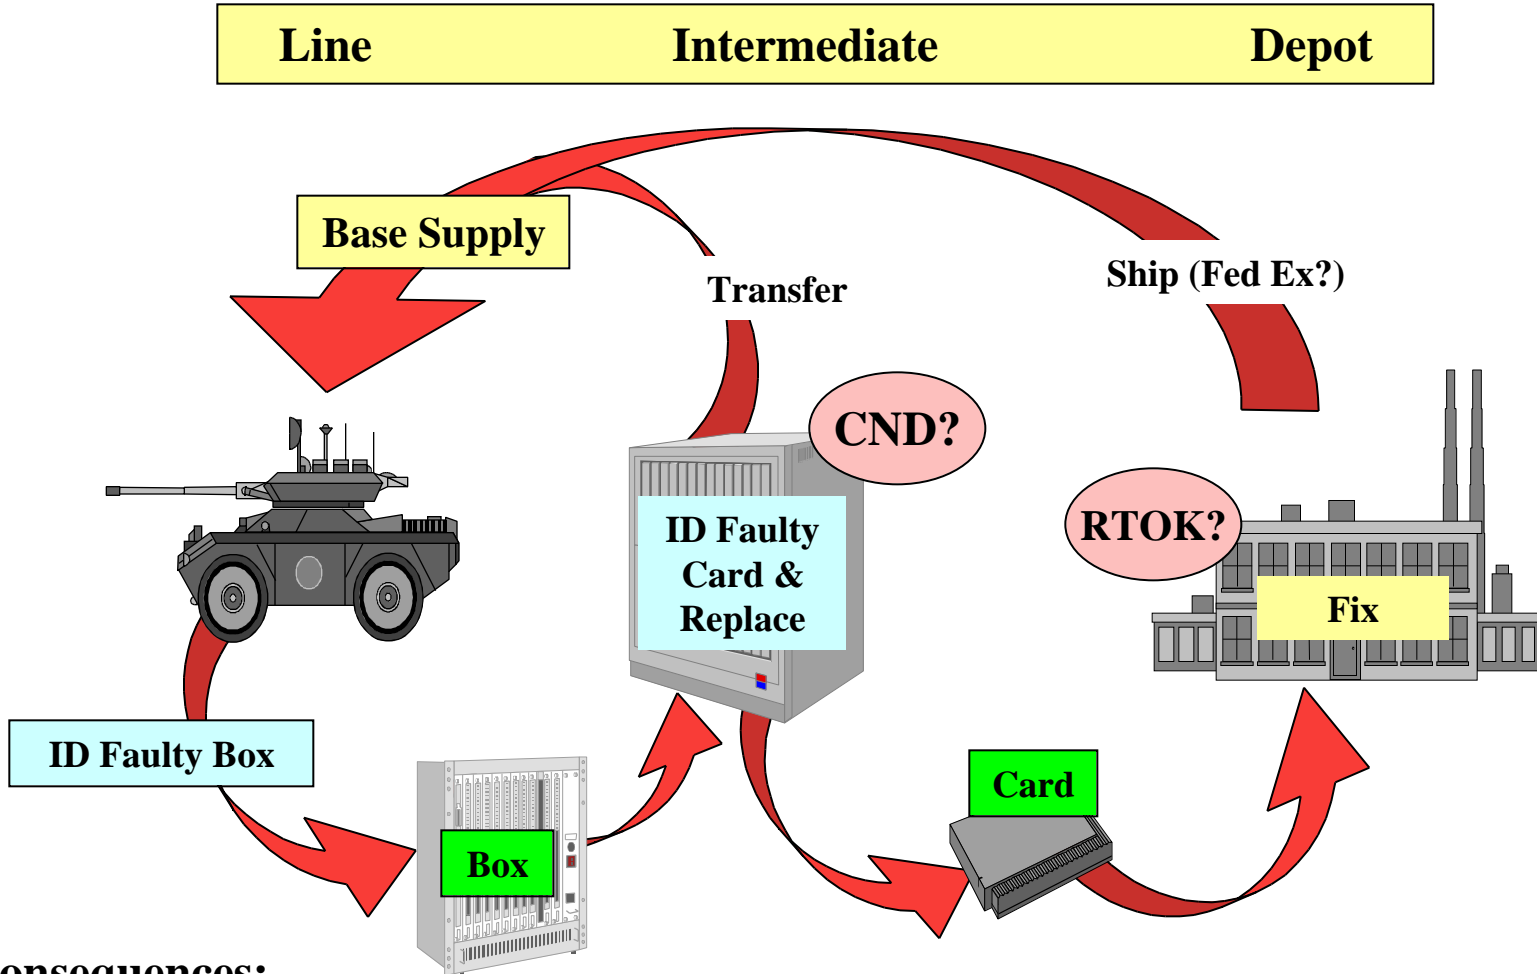 Line Intermediate Depot
Base Supply
Transfer
Ship (Fed Ex?)
CND?
RTOK?
ID Faulty
Card &
Replace
Fix
ID Faulty Box
Box
Card
onsequences: